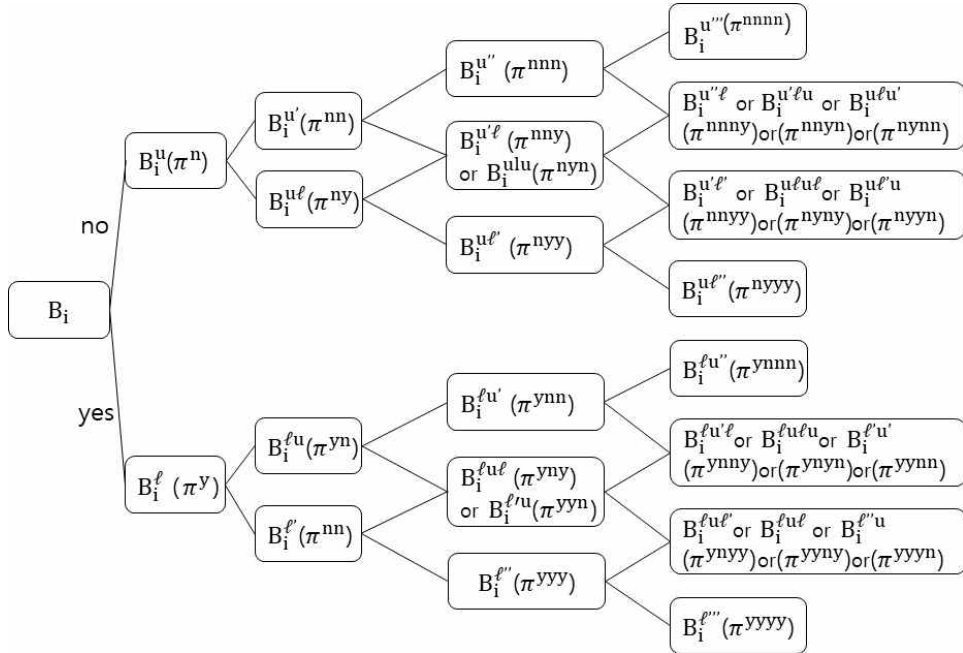 B_i
no
yes
B_i^u(π^n)
B_i^ℓ (π^y)
B_i^u'(π^nn)
B_i^uℓ(π^ny)
B_i^ℓu(π^yn)
B_i^ℓ'(π^nn)
B_i^u'' (π^nnn)
B_i^u'ℓ (π^nny)
or B_i^ulu(π^nyn)
B_i^uℓ' (π^nyy)
B_i^ℓu' (π^ynn)
B_i^ℓuℓ (π^yny)
or B_i^ℓ'u(π^yyn)
B_i^ℓ''(π^yyy)
B_i^u'''(π^nnnn)
B_i^u''ℓ or B_i^u'ℓu or B_i^uℓu'
(π^nnny)or(π^nnyn)or(π^nynn)
B_i^u'ℓ' or B_i^uℓuℓ or B_i^uℓ'u
(π^nnyy)or(π^nyny)or(π^nyyn)
B_i^uℓ''(π^nyyy)
B_i^ℓu''(π^ynnn)
B_i^ℓu'ℓ or B_i^ℓuℓu or B_i^ℓ'u'
(π^ynny)or(π^ynyn)or(π^yynn)
B_i^ℓuℓ' or B_i^ℓuℓ or B_i^ℓ''u
(π^ynyy)or(π^yyny)or(π^yyyn)
B_i^ℓ'''(π^yyyy)